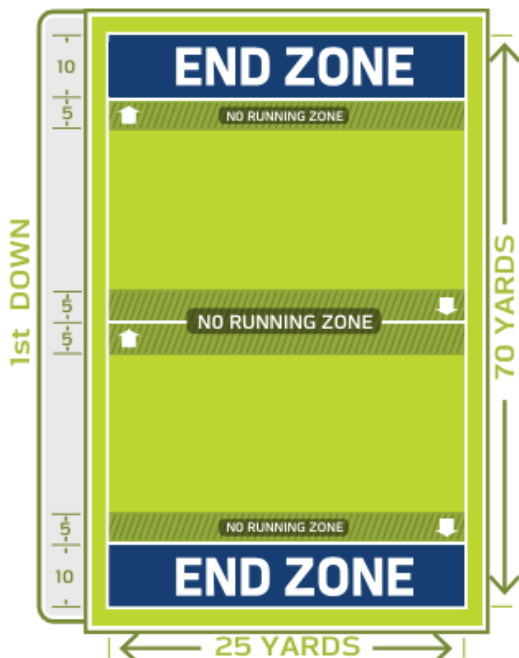 END ZONE
10
5
NO RUNNING ZONE
1st DOWN
70 YARDS
5
NO RUNNING ZONE
5
5
NO RUNNING ZONE
10
END ZONE
25 YARDS